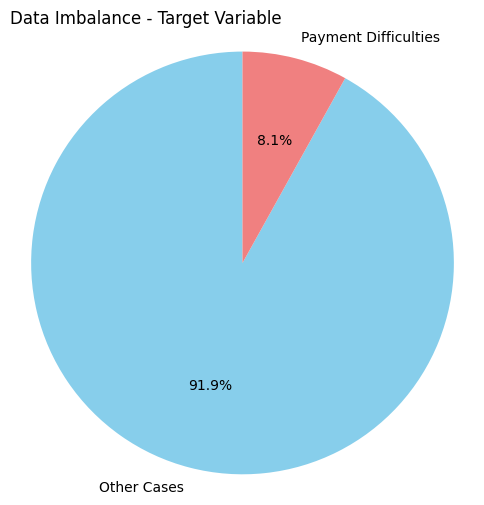 Data Imbalance - Target Variable
Payment Difficulties
8.1%
91.9%
Other Cases